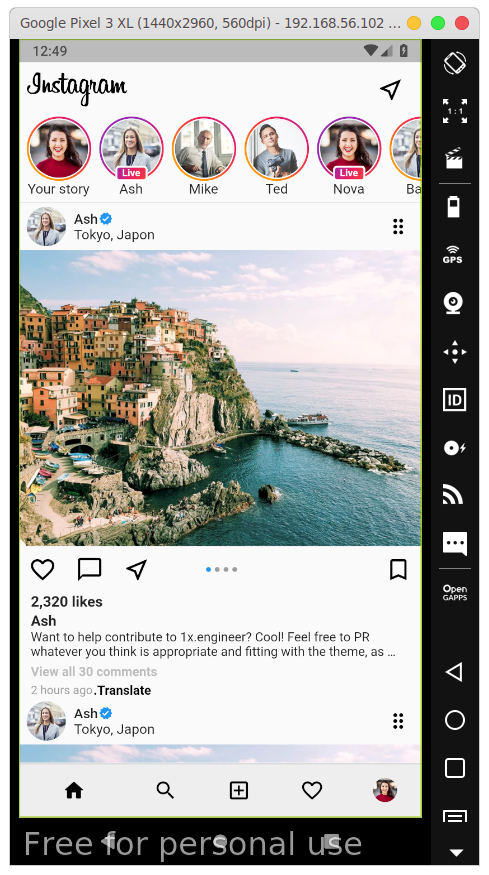 Google Pixel 3 XL (1440x2960, 560dpi) - 192.168.56.102 ...
12:49
Instagram
1:1
Live
Live
Your story
Ash
Mike
Ted
Nova
Ba
Ash
Tokyo, Japon
GPS
ID
2,320 likes
Ash
Want to help contribute to 1x.engineer? Cool! Feel free to PR
whatever you think is appropriate and fitting with the theme, as ...
View all 30 comments
2 hours ago.Translate
Ash
Tokyo, Japon
Open
GAPPS
Free for personal use